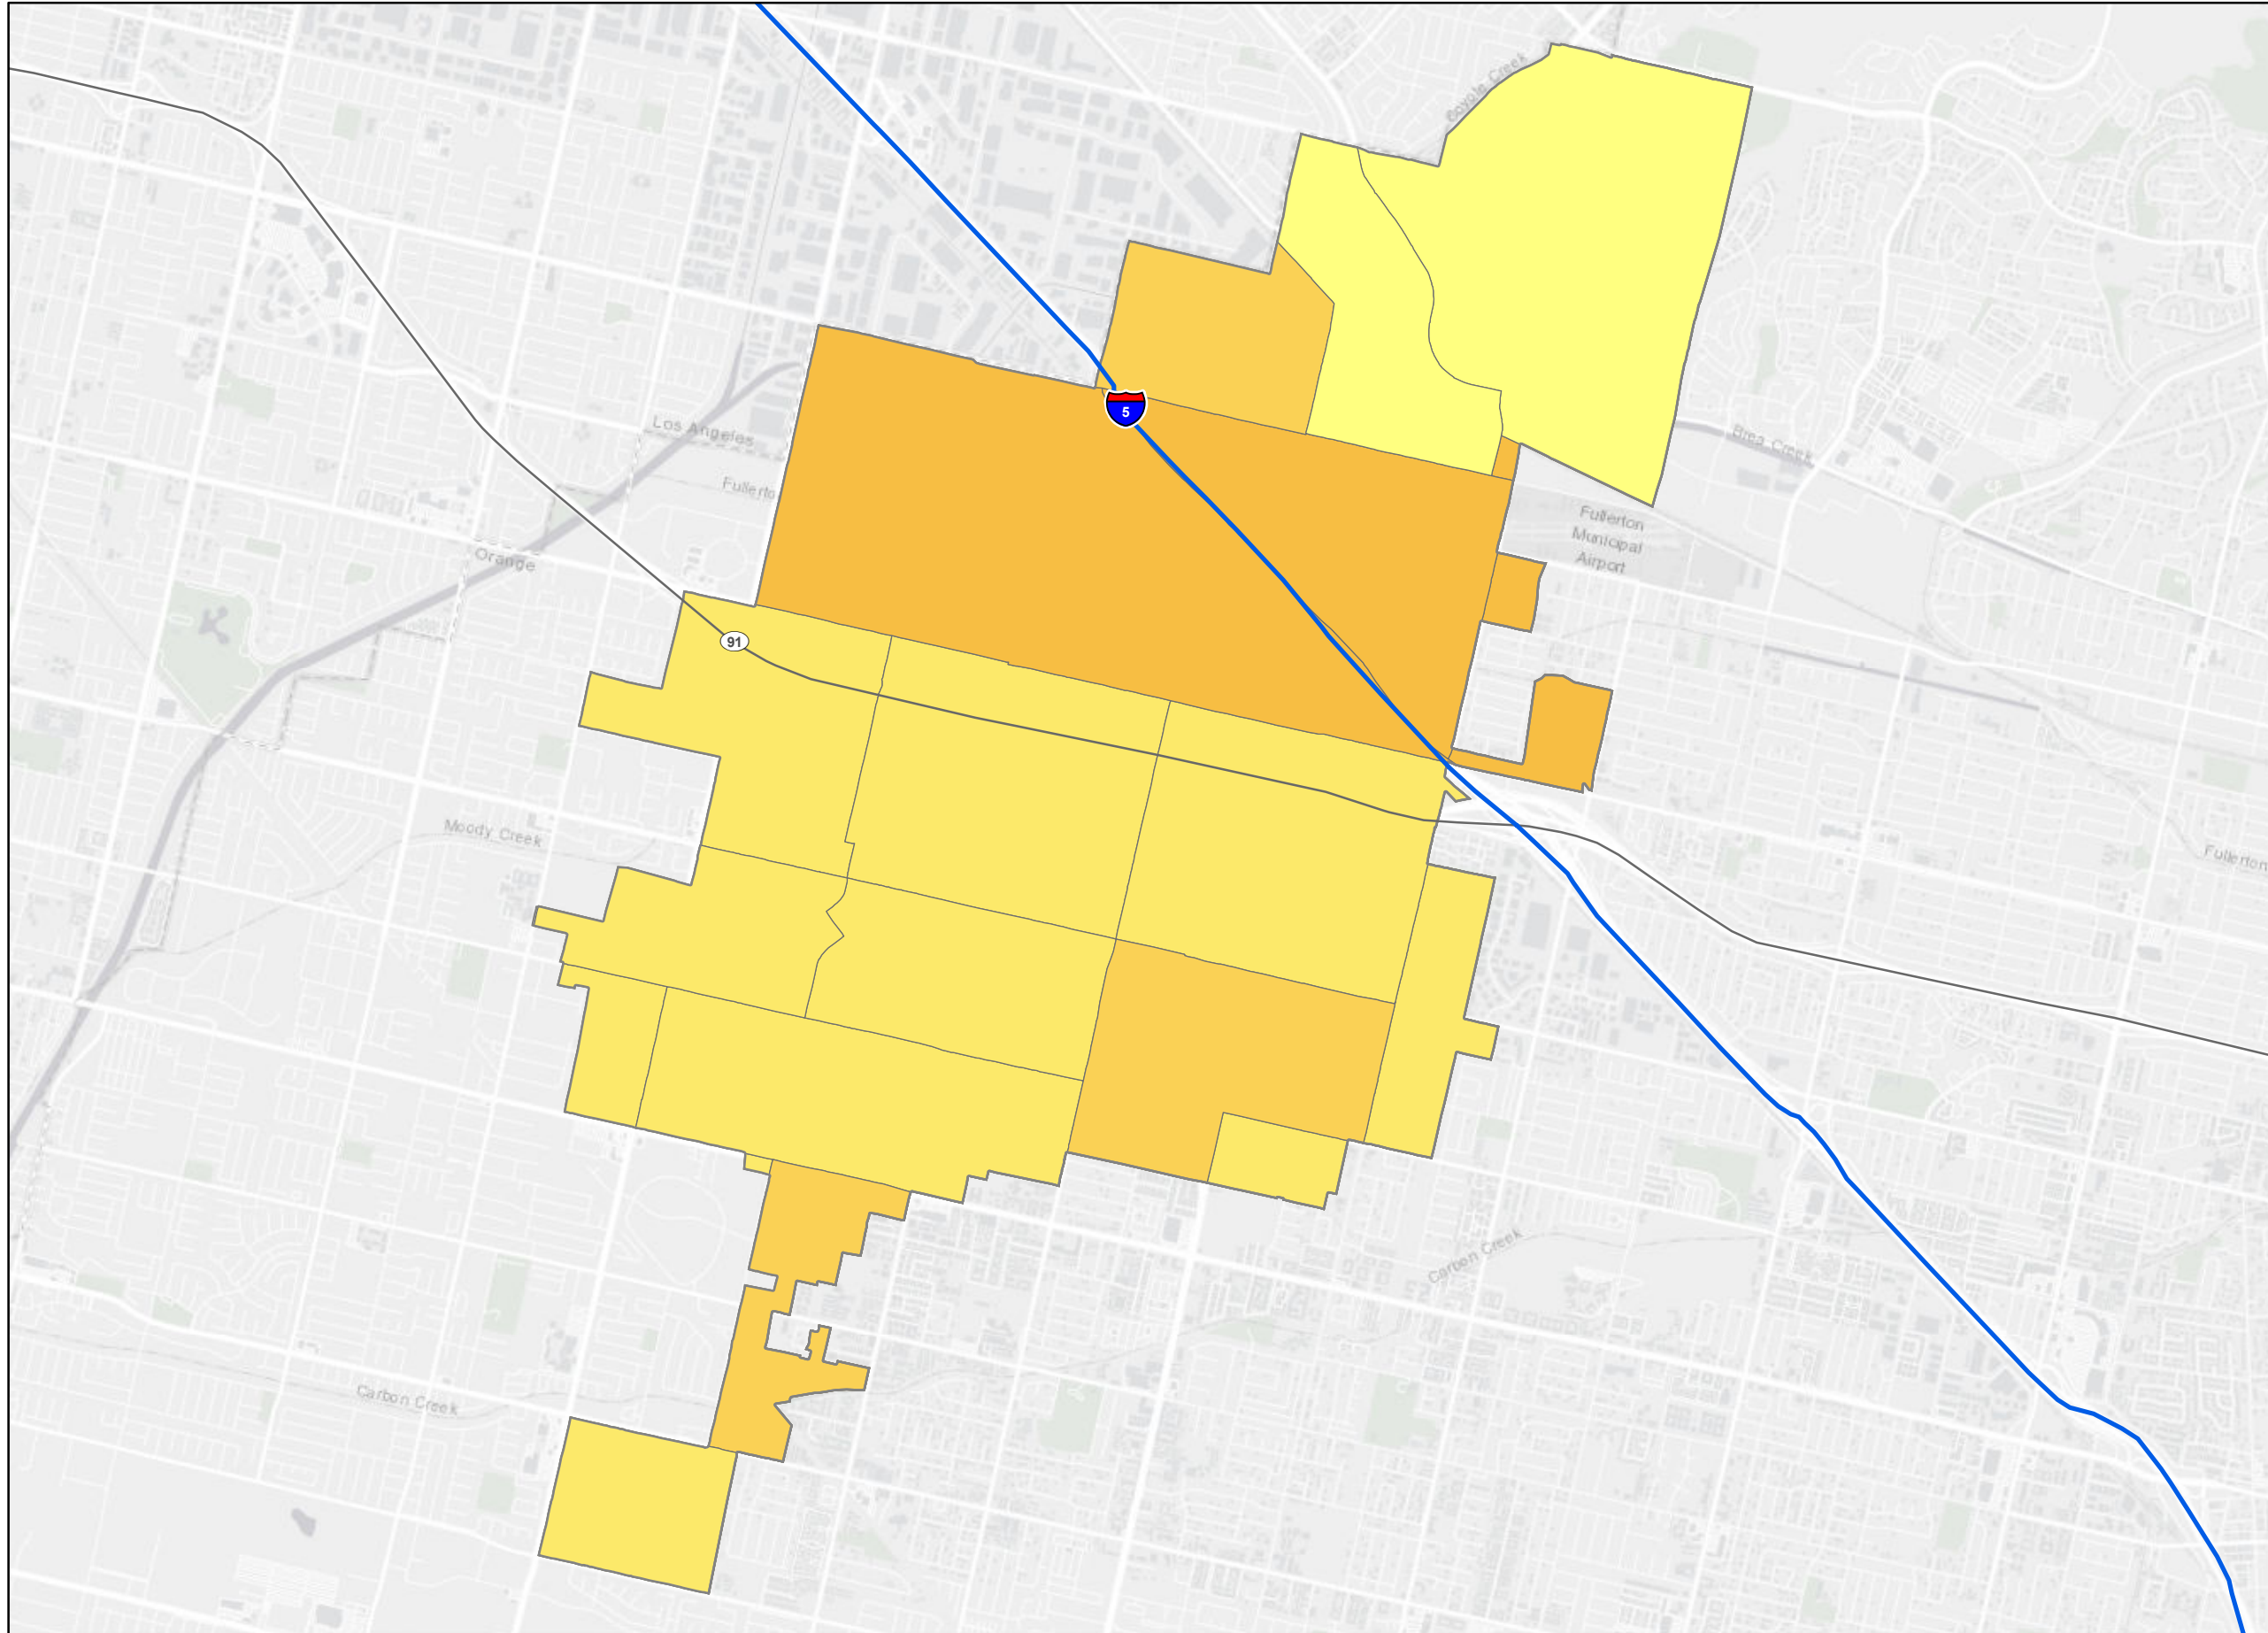 Coyote Creek
5
Los Angeles
Fullerto
Brea Creek
Fullerton
Municipal
Airport
Orange
91
Moody Creek
Fullerton
Carbon Creek
Carbon Creek